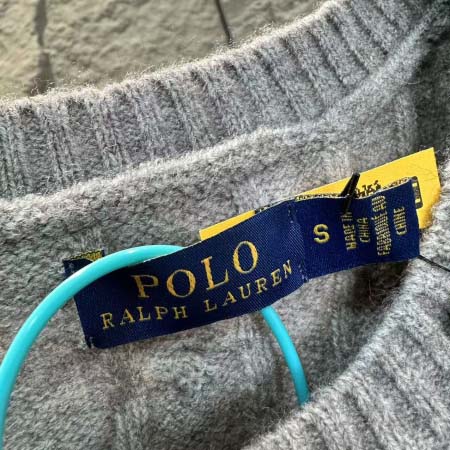 POLO
RALPH LAUREN
S
MADE IN
CHINA
FABRIQUÉ AU
CHINE